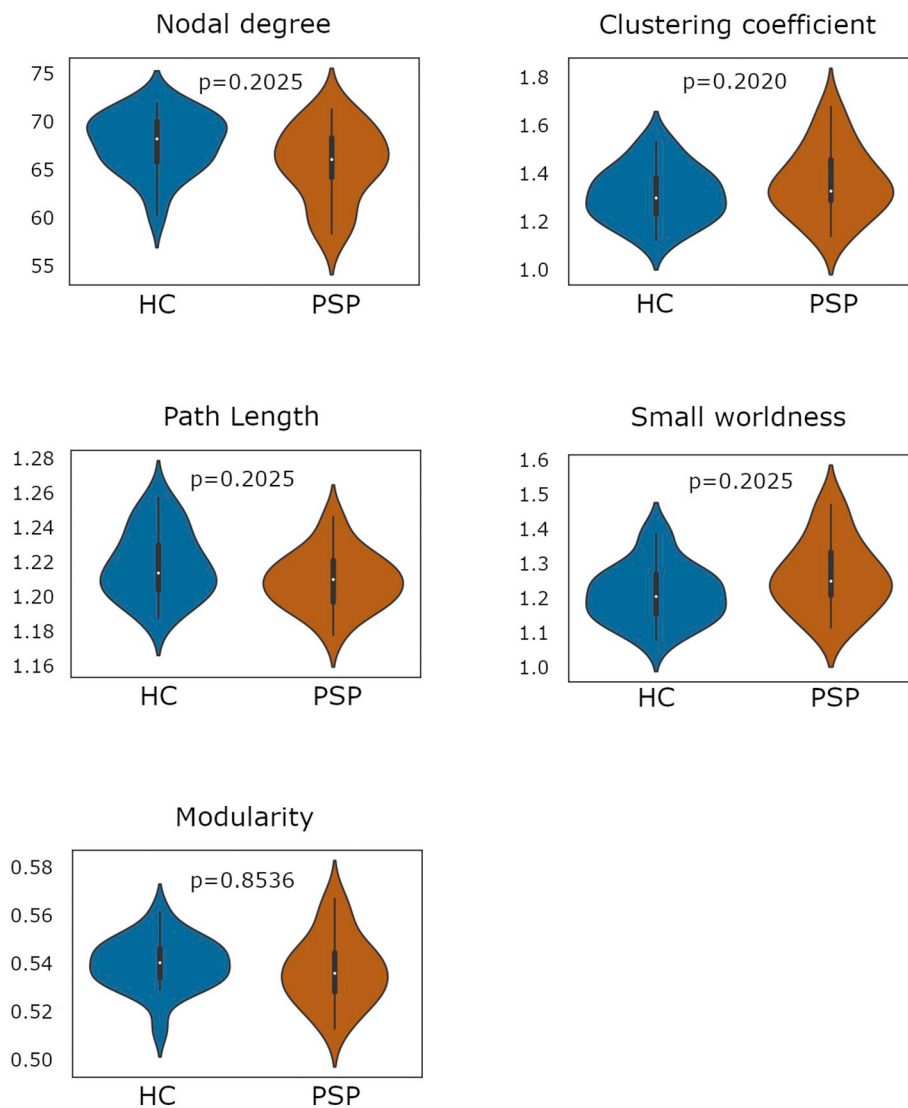 Nodal degree
75
70
65
60
55
p=0.2025
HC PSP
Clustering coefficient
1.8
1.6
1.4
1.2
1.0
p=0.2020
HC PSP
Path Length
1.28
1.26
1.24
1.22
1.20
1.18
1.16
p=0.2025
HC PSP
Small worldness
1.6
1.5
1.4
1.3
1.2
1.1
1.0
p=0.2025
HC PSP
Modularity
0.58
0.56
0.54
0.52
0.50
p=0.8536
HC PSP